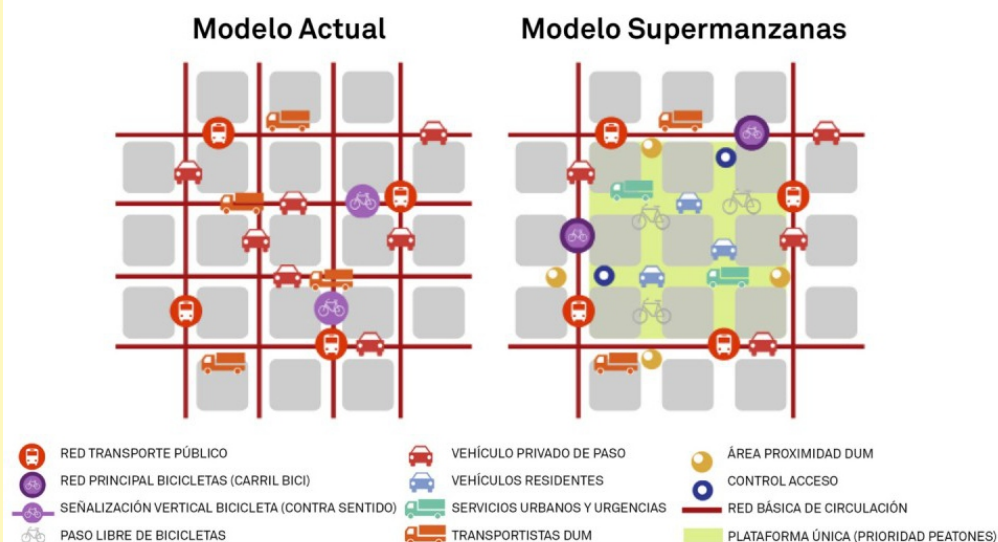 Modelo Actual
Modelo Supermanzanas
RED TRANSPORTE PÚBLICO
RED PRINCIPAL BICICLETAS (CARRIL BICI)
SEÑALIZACIÓN VERTICAL BICICLETA (CONTRA SENTIDO)
PASO LIBRE DE BICICLETAS
VEHÍCULO PRIVADO DE PASO
VEHÍCULOS RESIDENTES
SERVICIOS URBANOS Y URGENCIAS
TRANSPORTISTAS DUM
ÁREA PROXIMIDAD DUM
CONTROL ACCESO
RED BÁSICA DE CIRCULACIÓN
PLATAFORMA ÚNICA (PRIORIDAD PEATONES)